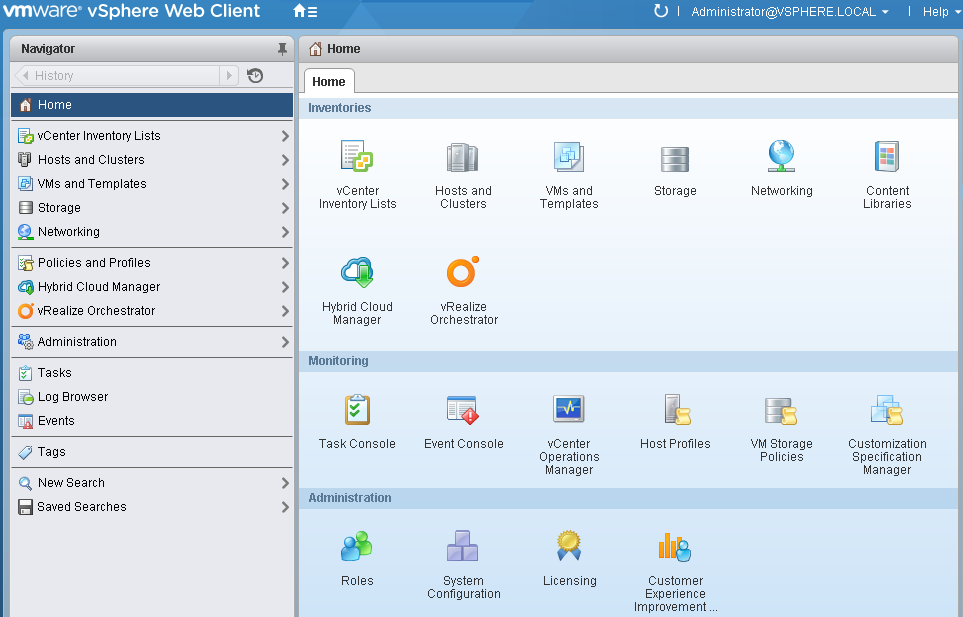 vmware® vSphere Web Client
Administrator@VSPHERE.LOCAL
Help
Navigator
History
Home
vCenter Inventory Lists
Hosts and Clusters
VMs and Templates
Storage
Networking
Policies and Profiles
Hybrid Cloud Manager
vRealize Orchestrator
Administration
Tasks
Log Browser
Events
Tags
New Search
Saved Searches
Home
Home
Inventories
vCenter
Inventory Lists
Hosts and
Clusters
VMs and
Templates
Storage
Networking
Content
Libraries
Hybrid Cloud
Manager
vRealize
Orchestrator
Monitoring
Task Console
Event Console
vCenter
Operations
Manager
Host Profiles
VM Storage
Policies
Customization
Specification
Manager
Administration
Roles
System
Configuration
Licensing
Customer
Experience
Improvement ...